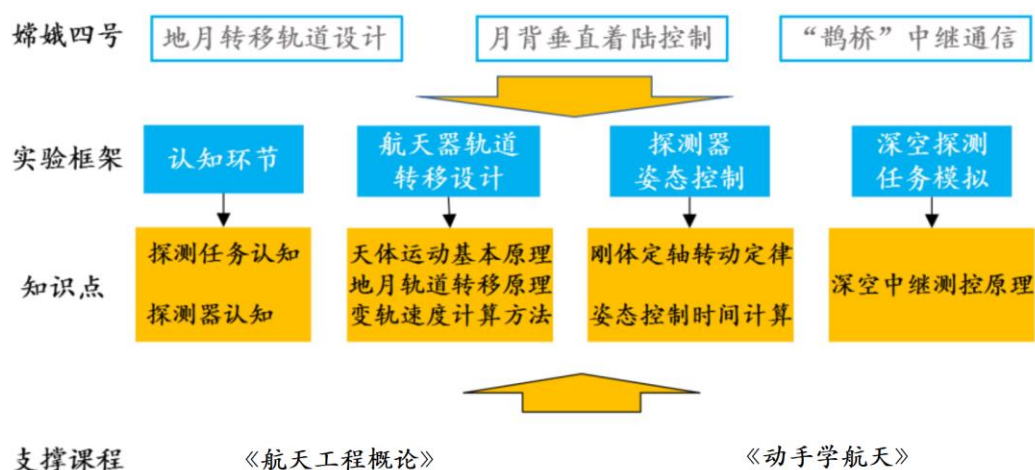 嫦娥四号 地月转移轨道设计 月背垂直着陆控制 “鹊桥”中继通信
实验框架
认知环节
航天器轨道
转移设计
探测器
姿态控制
深空探测
任务模拟
知识点
探测任务认知
探测器认知
天体运动基本原理
地月轨道转移原理
变轨速度计算方法
刚体定轴转动定律
姿态控制时间计算
深空中继测控原理
支撑课程 《航天工程概论》 《动手学航天》